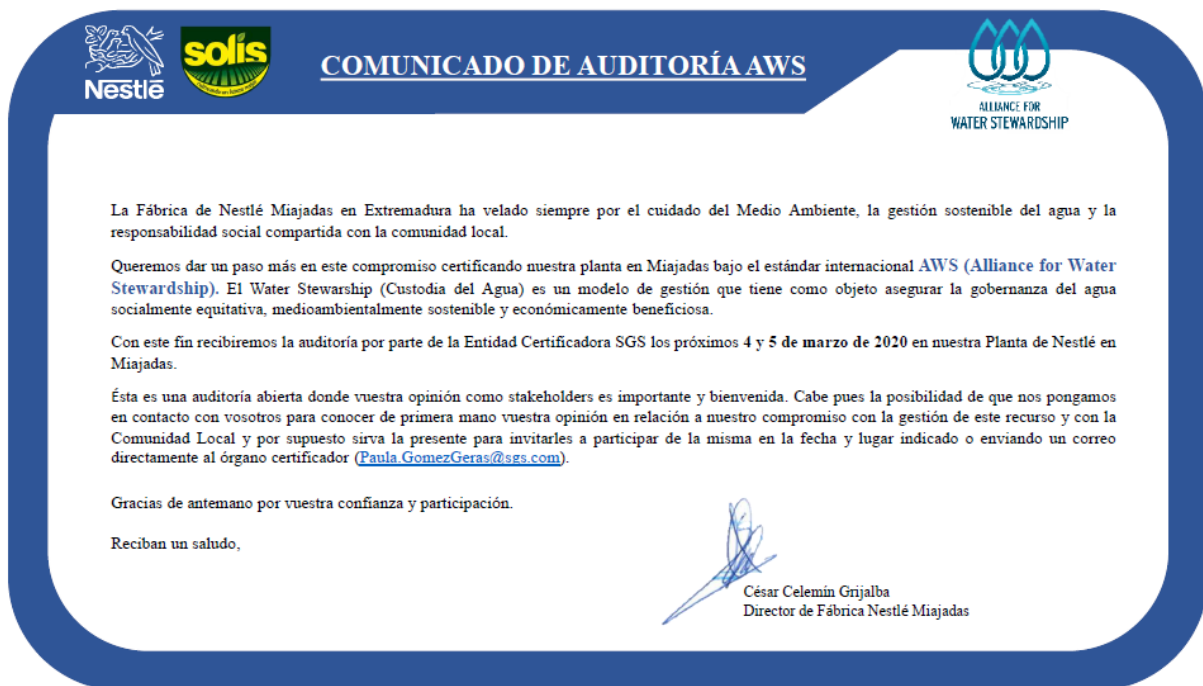 Nestlé
solis
COMUNICADO DE AUDITORÍA AWS
ALLIANCE FOR
WATER STEWARDSHIP
La Fábrica de Nestlé Miajadas en Extremadura ha velado siempre por el cuidado del Medio Ambiente, la gestión sostenible del agua y la
responsabilidad social compartida con la comunidad local.
Queremos dar un paso más en este compromiso certificando nuestra planta en Miajadas bajo el estándar internacional AWS (Alliance for Water
Stewardship). El Water Stewarship (Custodia del Agua) es un modelo de gestión que tiene como objeto asegurar la gobernanza del agua
socialmente equitativa, medioambientalmente sostenible y económicamente beneficiosa.
Con este fin recibiremos la auditoría por parte de la Entidad Certificadora SGS los próximos 4 y 5 de marzo de 2020 en nuestra Planta de Nestlé en
Miajadas.
Ésta es una auditoría abierta donde vuestra opinión como stakeholders es importante y bienvenida. Cabe pues la posibilidad de que nos pongamos
en contacto con vosotros para conocer de primera mano vuestra opinión en relación a nuestro compromiso con la gestión de este recurso y con la
Comunidad Local y por supuesto sirva la presente para invitarles a participar de la misma en la fecha y lugar indicado o enviando un correo
directamente al órgano certificador (Paula.GomezGeras@sgs.com).
Gracias de antemano por vuestra confianza y participación.
Reciban un saludo,
César Celemín Grijalba
Director de Fábrica Nestlé Miajadas